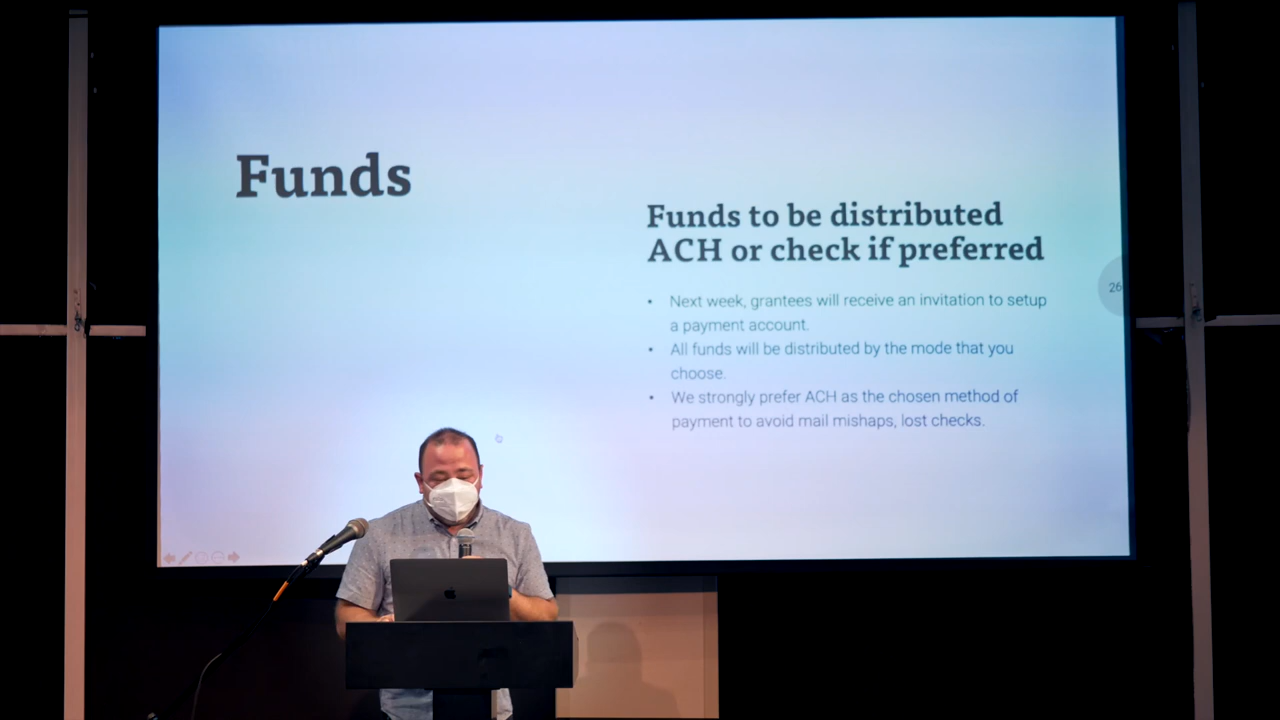 Funds
Funds to be distributed
ACH or check if preferred
26
• Next week, grantees will receive an invitation to setup
a payment account.
• All funds will be distributed by the mode that you
choose.
• We strongly prefer ACH as the chosen method of
payment to avoid mail mishaps, lost checks.